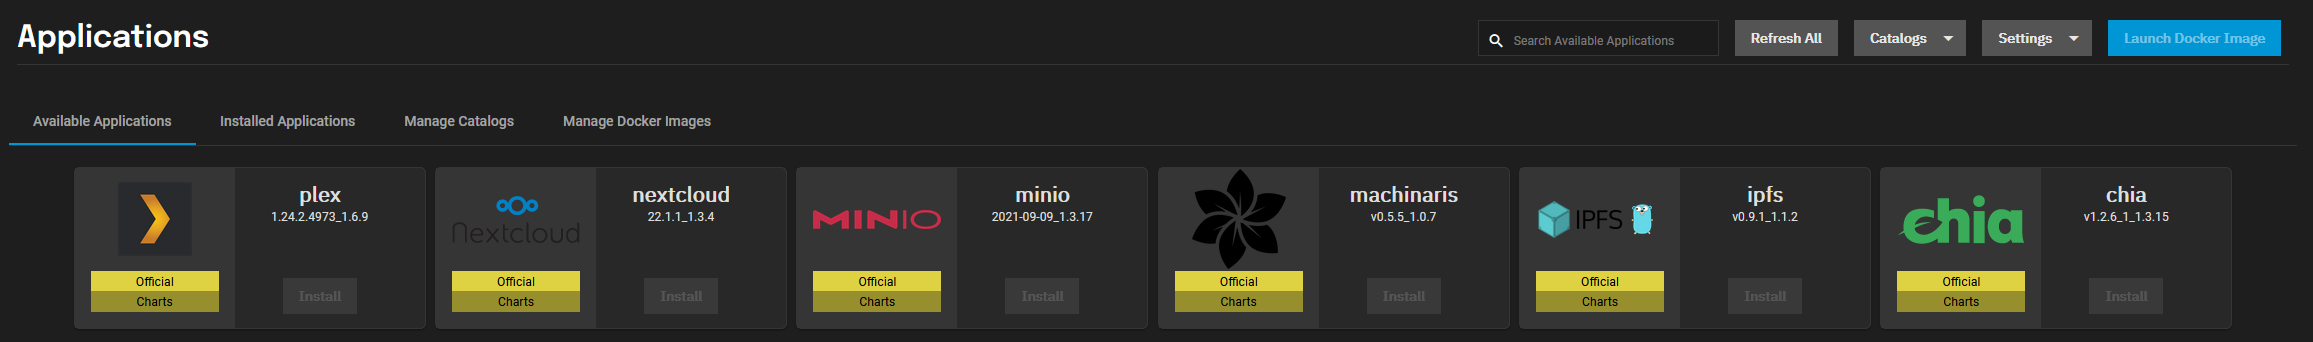 Applications
Search Available Applications
Refresh All
Catalogs
Settings
Launch Docker Image
Available Applications
Installed Applications
Manage Catalogs
Manage Docker Images
plex
1.24.2.4973_1.6.9
Official
Charts
Install
Nextcloud
nextcloud
22.1.1_1.3.4
Official
Charts
Install
MINIO
minio
2021-09-09_1.3.17
Official
Charts
Install
machinaris
v0.5.5_1.0.7
Official
Charts
Install
IPFS
ipfs
v0.9.1_1.1.2
Official
Charts
Install
chia
chia
v1.2.6_1_1.3.15
Official
Charts
Install